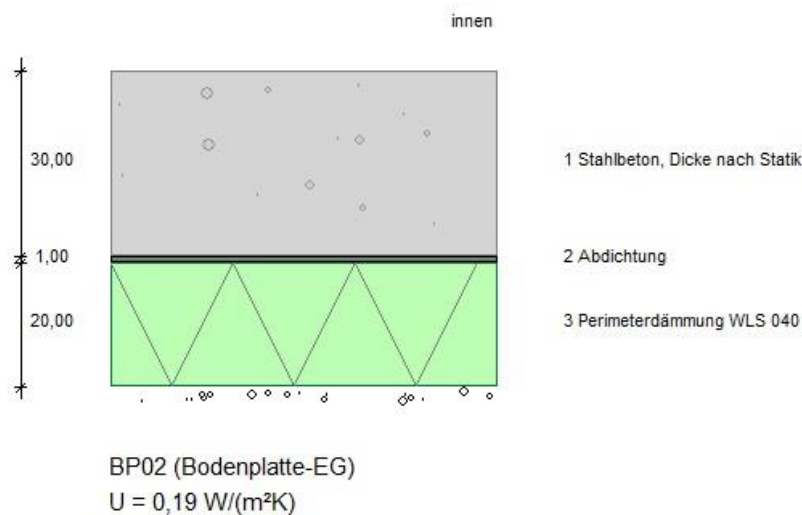 innen
30,00
1 Stahlbeton, Dicke nach Statik
1,00
2 Abdichtung
20,00
3 Perimeterdämmung WLS 040
BP02 (Bodenplatte-EG)
U = 0,19 W/(m²K)